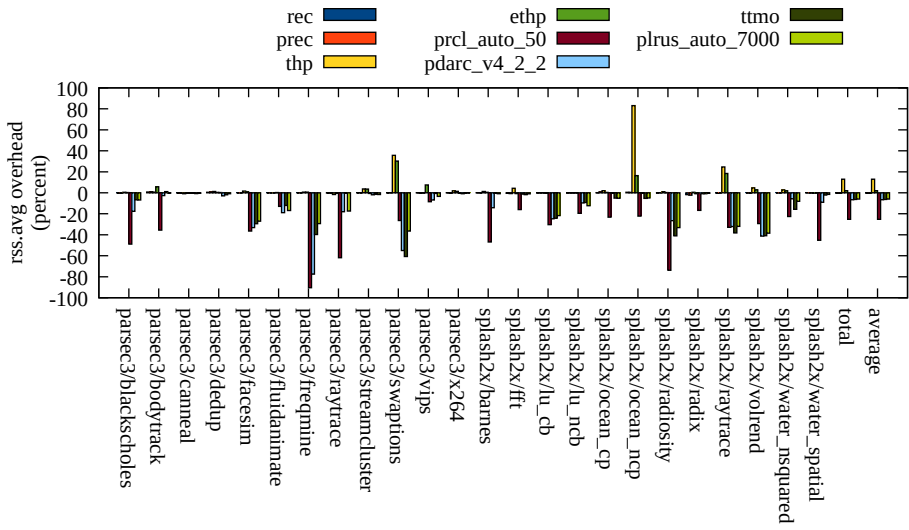 rec
prec
thp
ethp
prcl_auto_50
pdarc_v4_2_2
ttmo
plrus_auto_7000
rss.avg overhead
(percent)
100
80
60
40
20
0
-20
-40
-60
-80
-100
parsec3/blackscholes
parsec3/bodytrack
parsec3/canneal
parsec3/dedup
parsec3/facesim
parsec3/fluidanimate
parsec3/freqmine
parsec3/raytrace
parsec3/streamcluster
parsec3/swaptions
parsec3/vips
parsec3/x264
splash2x/barnes
splash2x/fft
splash2x/lu_cb
splash2x/lu_ncb
splash2x/ocean_cp
splash2x/ocean_ncp
splash2x/radiosity
splash2x/radix
splash2x/raytrace
splash2x/volrend
splash2x/water_nsquared
splash2x/water_spatial
total
average